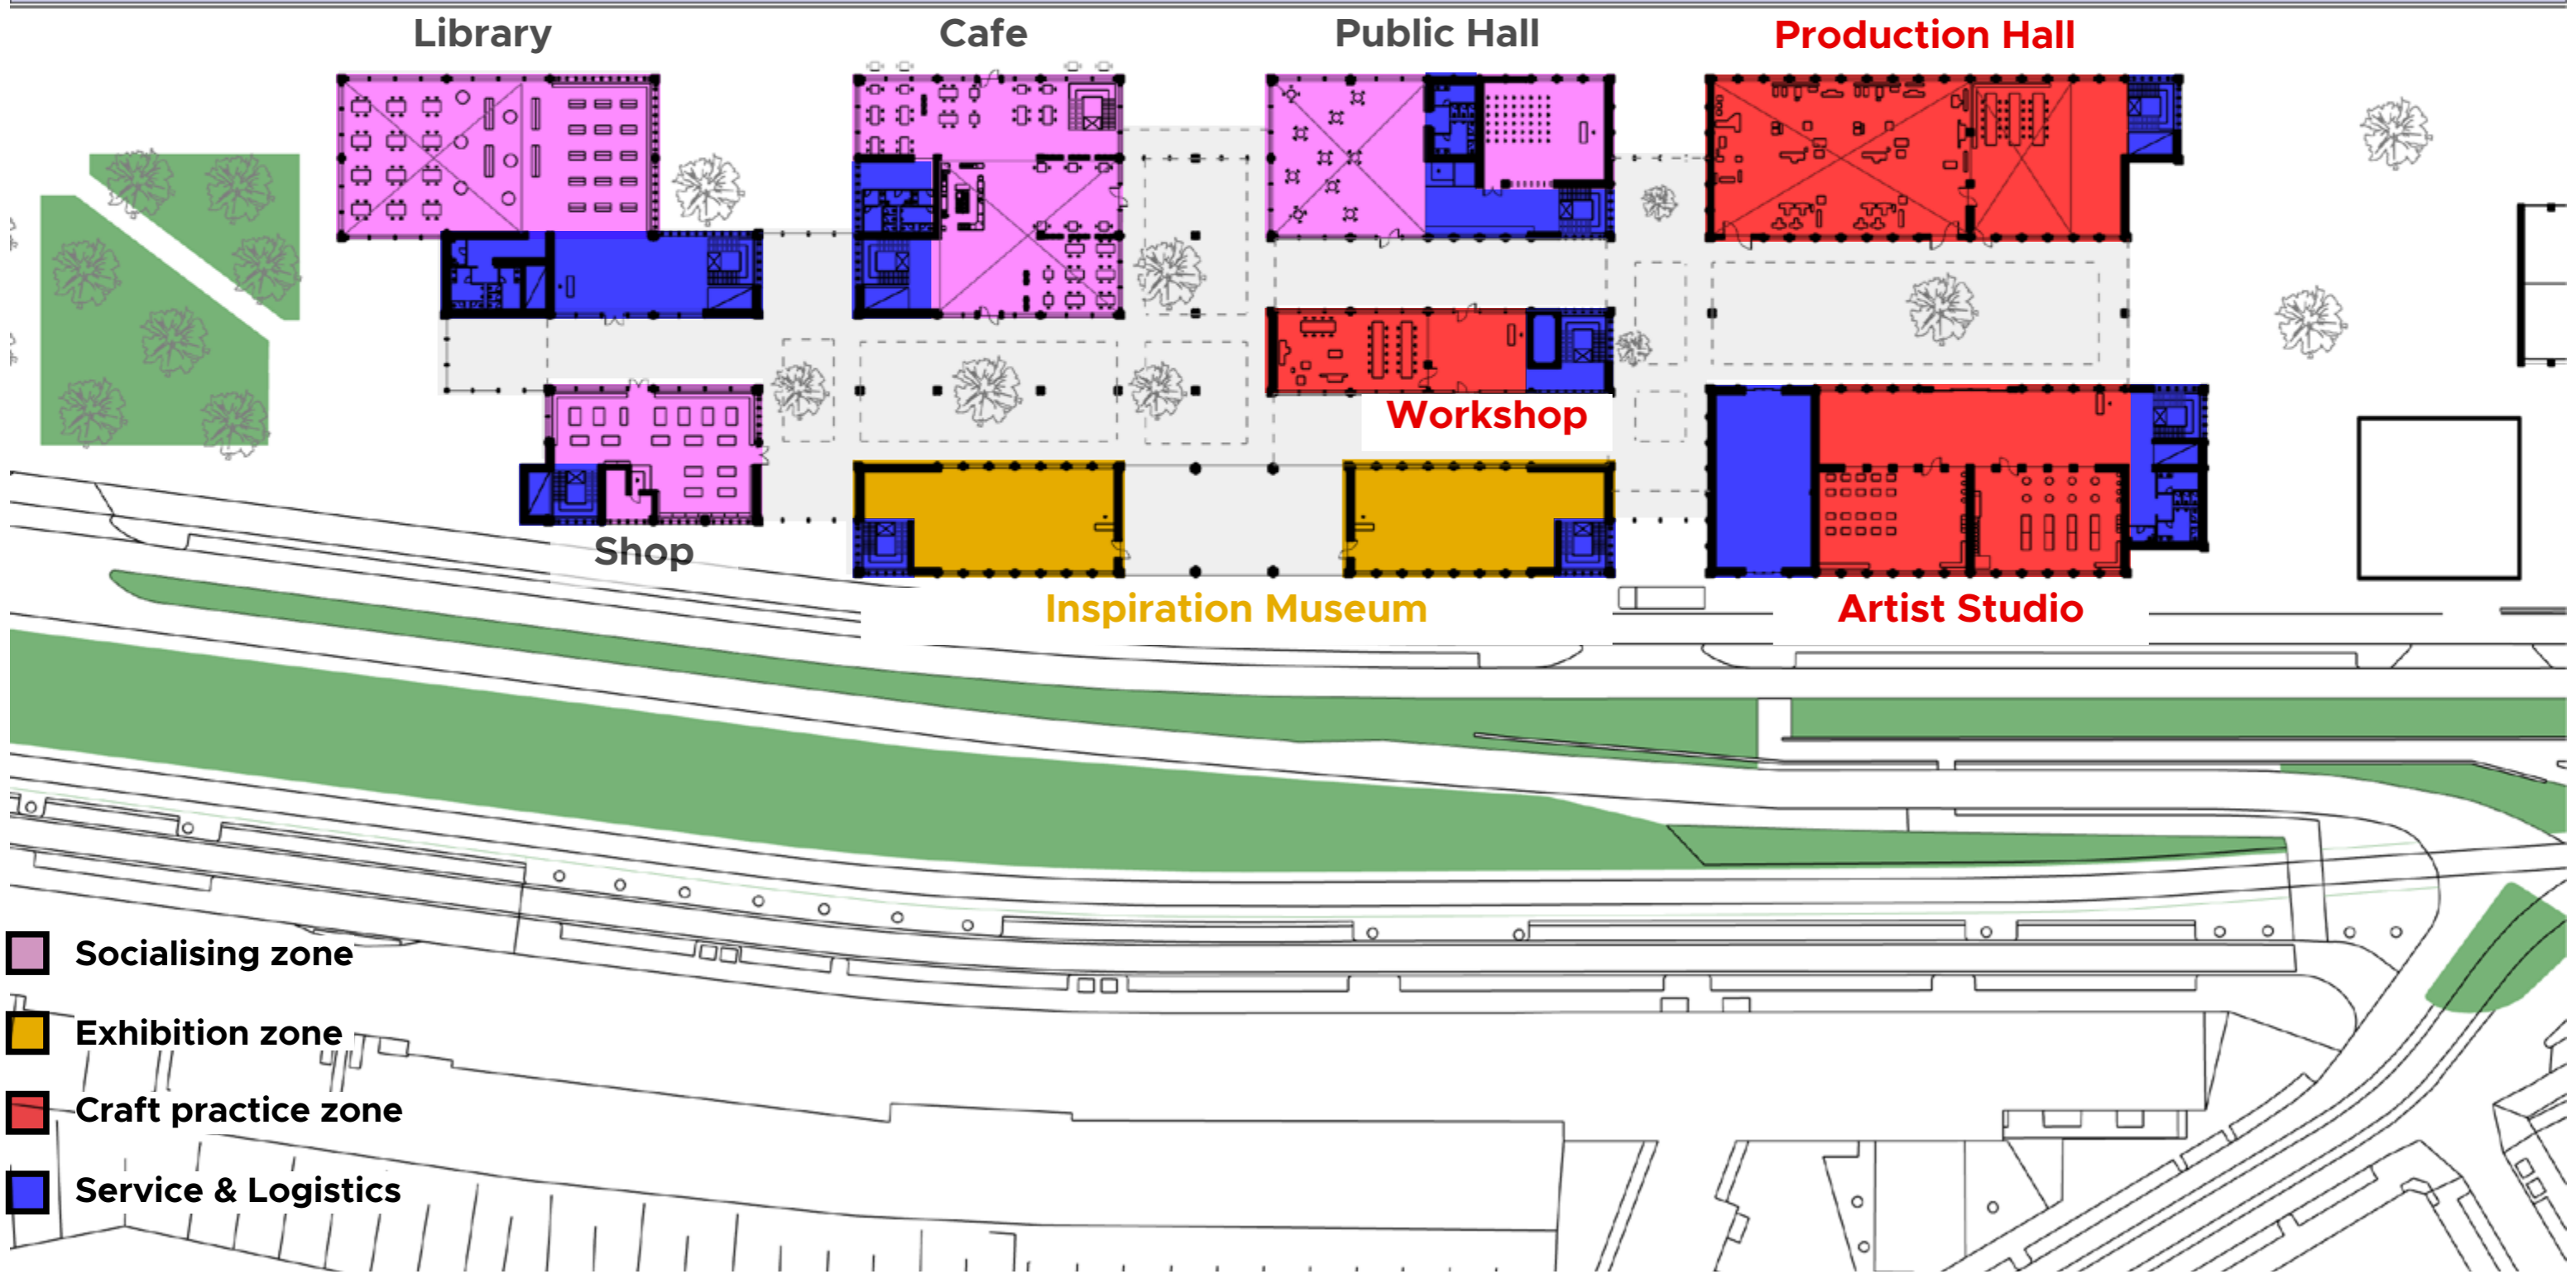 Library
Cafe
Public Hall
Production Hall
Workshop
Shop
Inspiration Museum
Artist Studio
Socialising zone
Exhibition zone
Craft practice zone
Service & Logistics